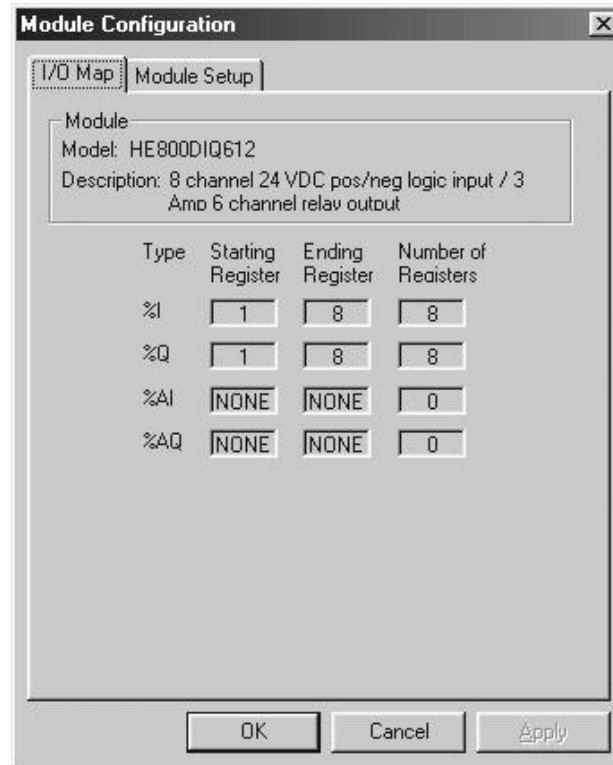 Module Configuration
I/O Map Module Setup
Module
Model: HE800DIQ612
Description: 8 channel 24 VDC pos/neg logic input / 3
Amp 6 channel relay output
Type Starting Register Ending Register Number of Registers
%I 1 8 8
%Q 1 8 8
%AI NONE NONE 0
%AQ NONE NONE 0
OK Cancel Apply